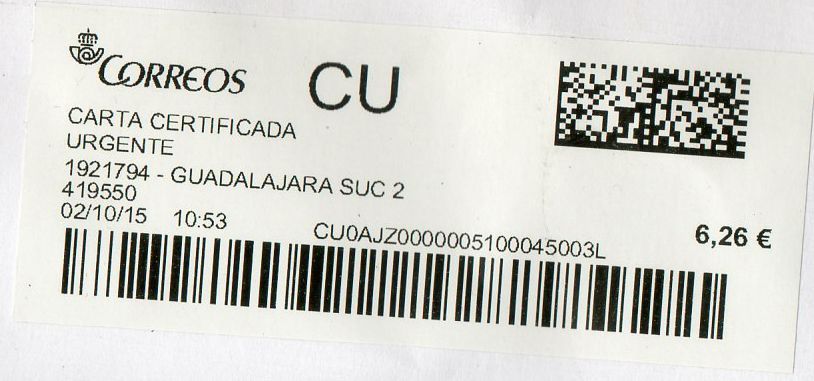 CORREOS
CU
CARTA CERTIFICADA
URGENTE
1921794 - GUADALAJARA SUC 2
419550
02/10/15 10:53
CU0AJZ0000005100045003L
6,26 €